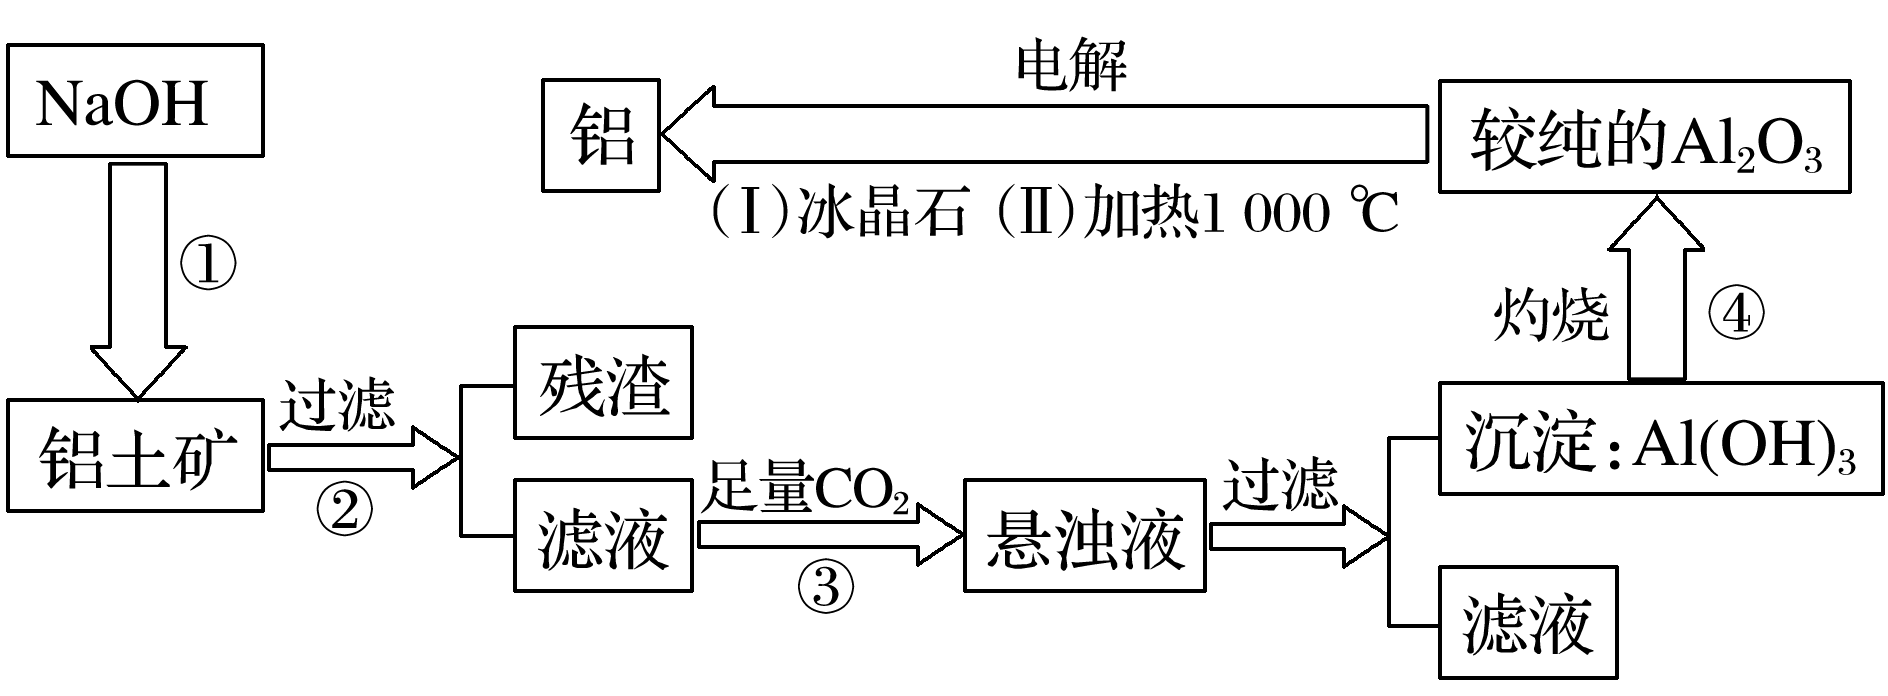 NaOH
①
铝土矿
过滤
②
残渣
滤液
足量CO₂
③
悬浊液
过滤
沉淀:Al(OH)₃
滤液
灼烧
④
较纯的Al₂O₃
电解
(Ⅰ)冰晶石 (Ⅱ)加热1 000 ℃
铝